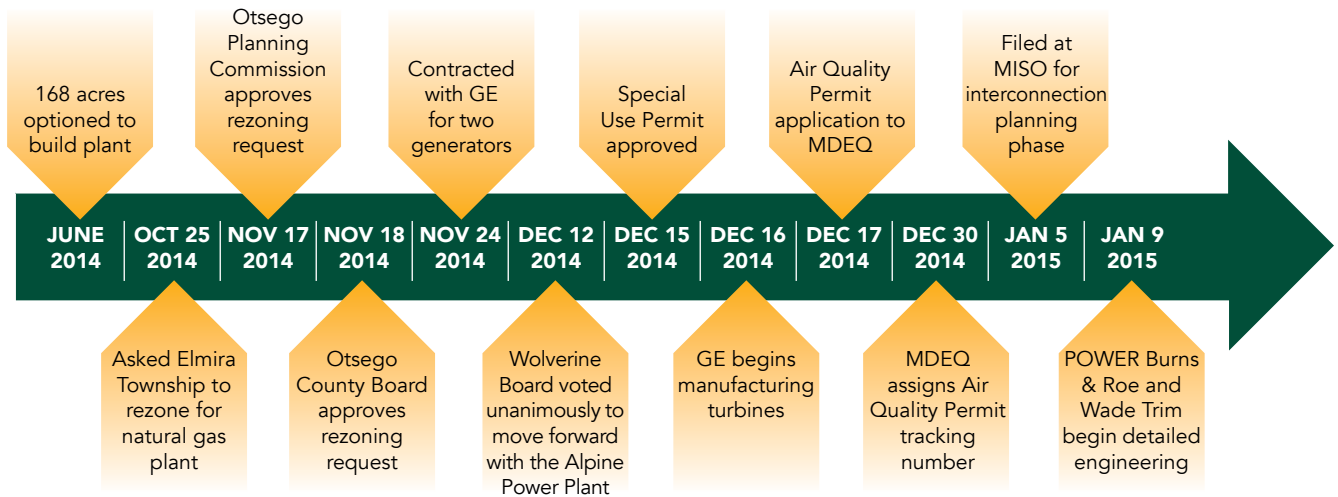 168 acres
optioned to
build plant
Otsego
Planning
Commission
approves
rezoning
request
Contracted
with GE
for two
generators
Special
Use Permit
approved
Air Quality
Permit
application to
MDEQ
Filed at
MISO for
interconnection
planning
phase
JUNE
2014
OCT 25
2014
NOV 17
2014
NOV 18
2014
NOV 24
2014
DEC 12
2014
DEC 15
2014
DEC 16
2014
DEC 17
2014
DEC 30
2014
JAN 5
2015
JAN 9
2015
Asked Elmira
Township to
rezone for
natural gas
plant
Otsego
County Board
approves
rezoning
request
Wolverine
Board voted
unanimously to
move forward
with the Alpine
Power Plant
GE begins
manufacturing
turbines
MDEQ
assigns Air
Quality Permit
tracking
number
POWER Burns
& Roe and
Wade Trim
begin detailed
engineering